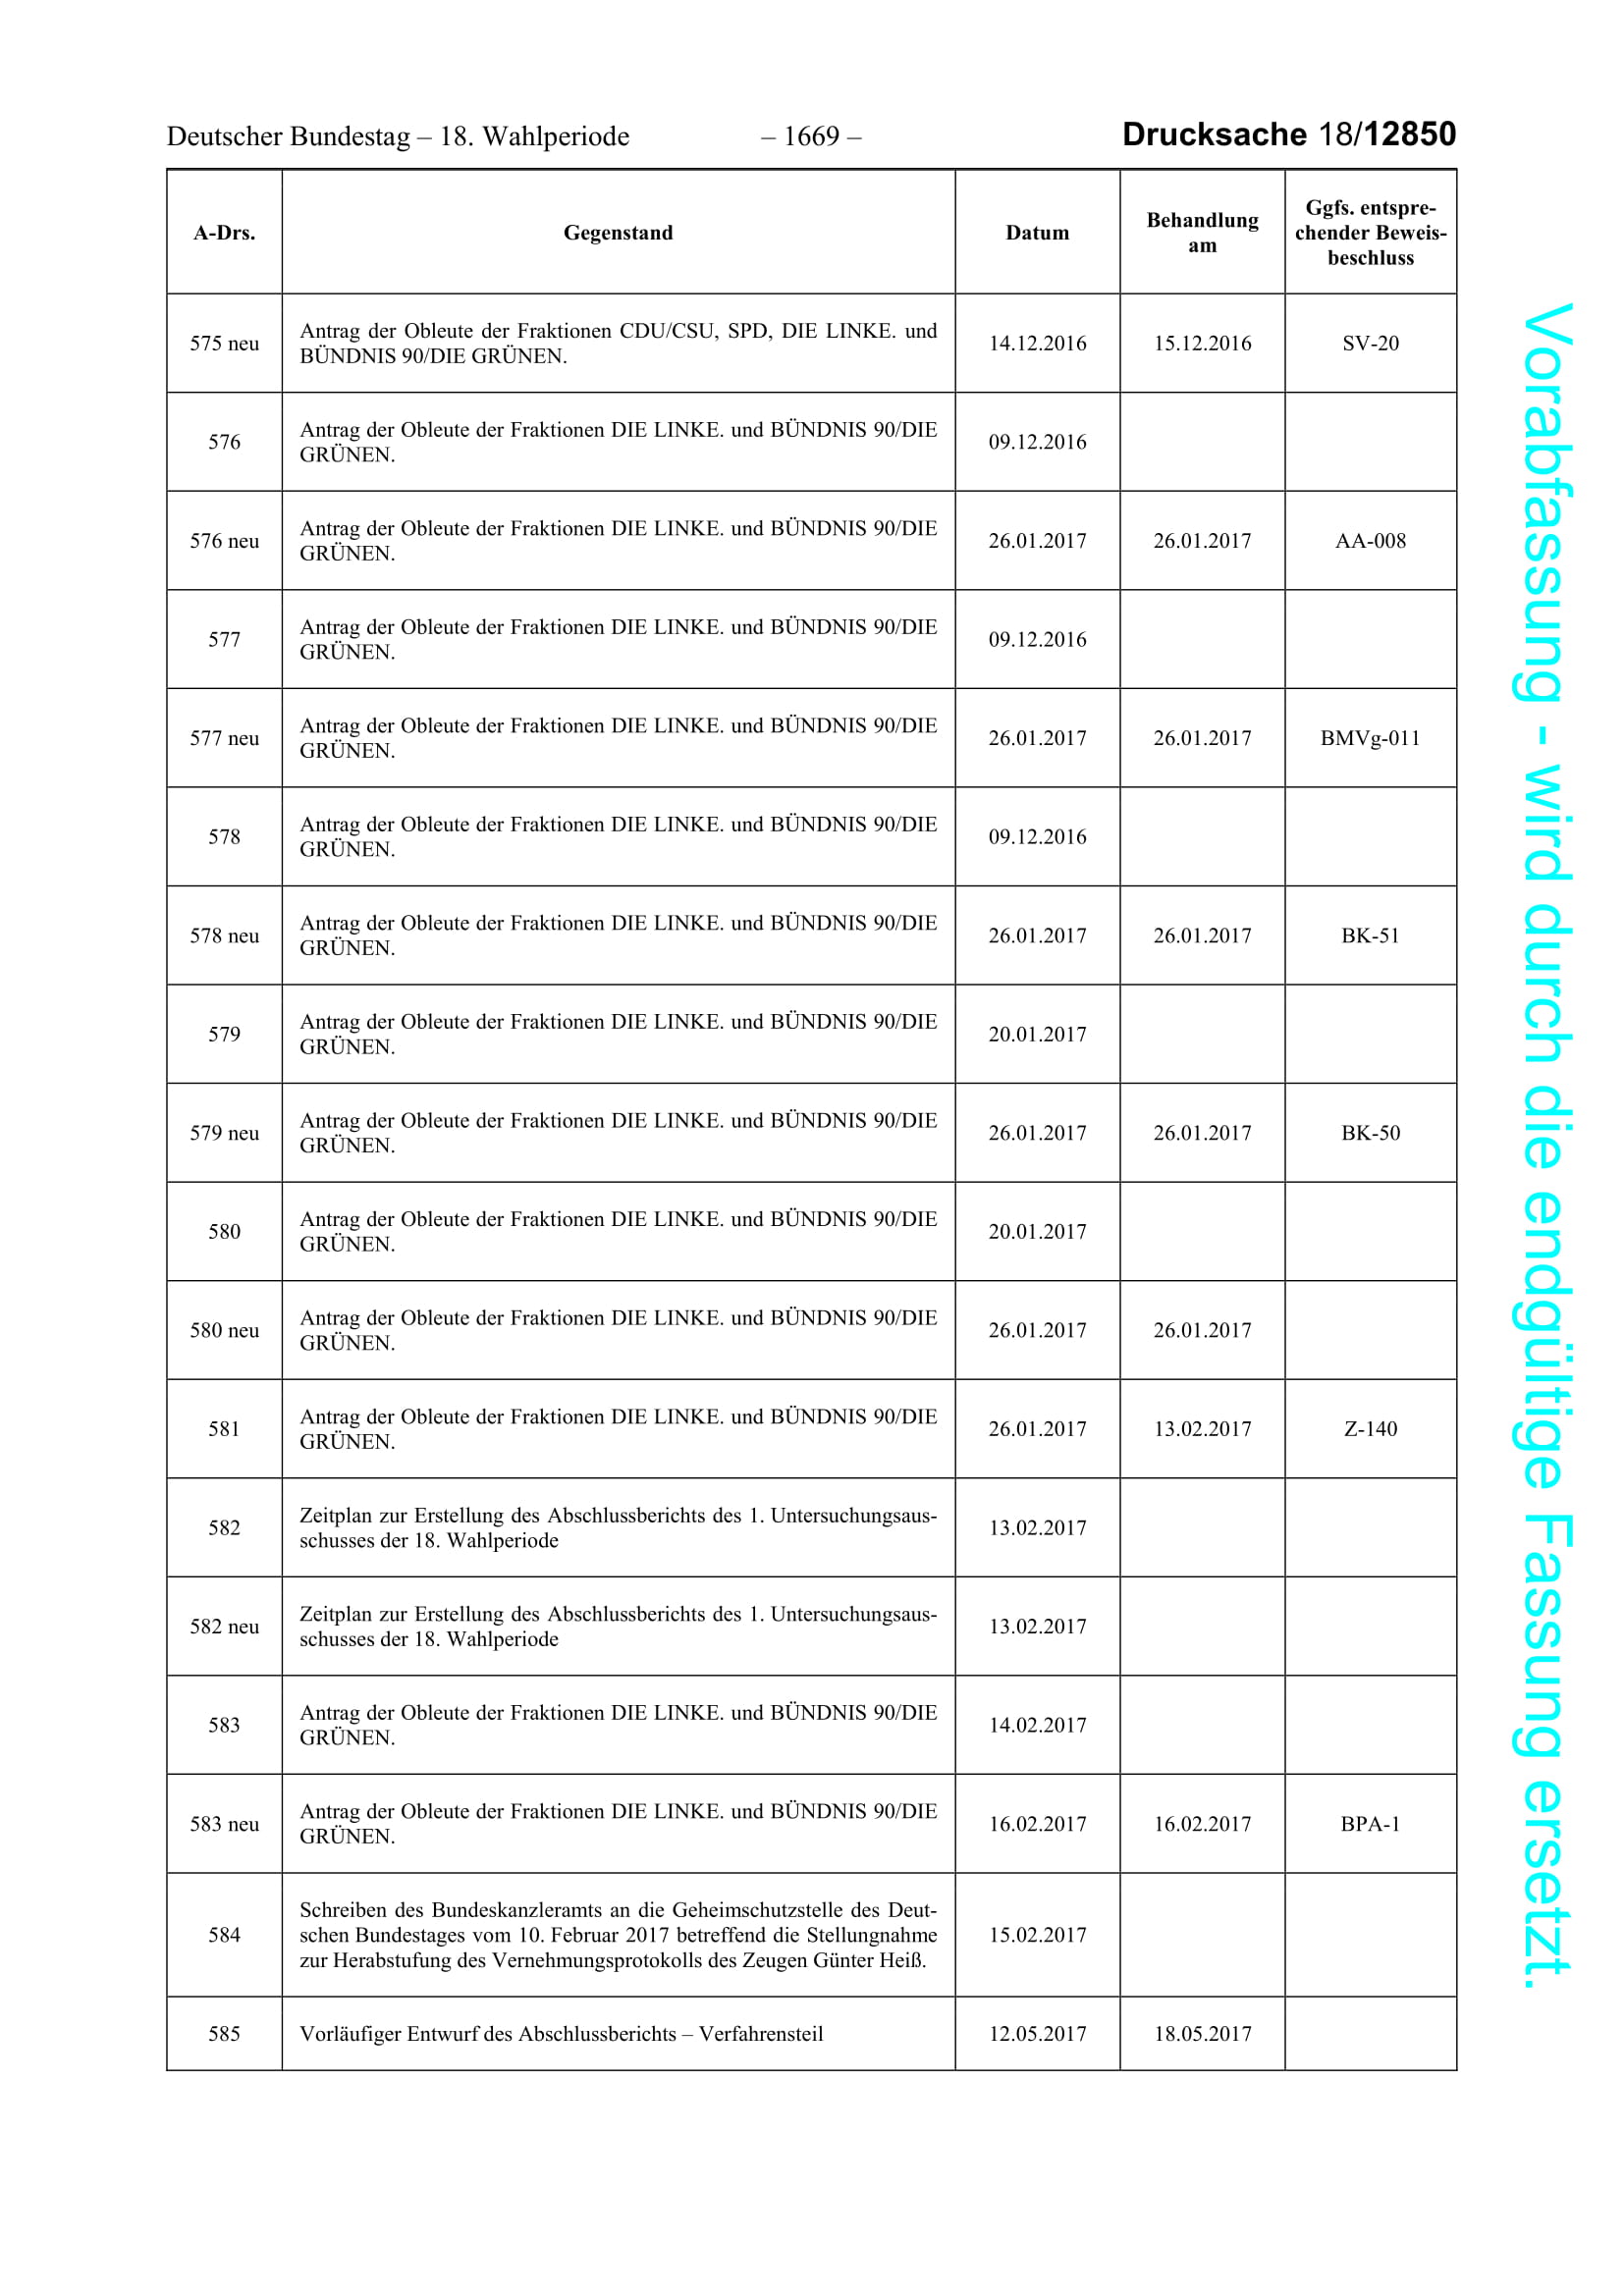 Deutscher Bundestag – 18. Wahlperiode – 1669 – Drucksache 18/12850
A-Drs.
Gegenstand
Datum
Behandlung
am
Ggfs. entspre-
chender Beweis-
beschluss
575 neu
Antrag der Obleute der Fraktionen CDU/CSU, SPD, DIE LINKE. und
BÜNDNIS 90/DIE GRÜNEN.
14.12.2016
15.12.2016
SV-20
576
Antrag der Obleute der Fraktionen DIE LINKE. und BÜNDNIS 90/DIE
GRÜNEN.
09.12.2016
576 neu
Antrag der Obleute der Fraktionen DIE LINKE. und BÜNDNIS 90/DIE
GRÜNEN.
26.01.2017
26.01.2017
AA-008
577
Antrag der Obleute der Fraktionen DIE LINKE. und BÜNDNIS 90/DIE
GRÜNEN.
09.12.2016
577 neu
Antrag der Obleute der Fraktionen DIE LINKE. und BÜNDNIS 90/DIE
GRÜNEN.
26.01.2017
26.01.2017
BMVg-011
578
Antrag der Obleute der Fraktionen DIE LINKE. und BÜNDNIS 90/DIE
GRÜNEN.
09.12.2016
578 neu
Antrag der Obleute der Fraktionen DIE LINKE. und BÜNDNIS 90/DIE
GRÜNEN.
26.01.2017
26.01.2017
BK-51
579
Antrag der Obleute der Fraktionen DIE LINKE. und BÜNDNIS 90/DIE
GRÜNEN.
20.01.2017
579 neu
Antrag der Obleute der Fraktionen DIE LINKE. und BÜNDNIS 90/DIE
GRÜNEN.
26.01.2017
26.01.2017
BK-50
580
Antrag der Obleute der Fraktionen DIE LINKE. und BÜNDNIS 90/DIE
GRÜNEN.
20.01.2017
580 neu
Antrag der Obleute der Fraktionen DIE LINKE. und BÜNDNIS 90/DIE
GRÜNEN.
26.01.2017
26.01.2017
581
Antrag der Obleute der Fraktionen DIE LINKE. und BÜNDNIS 90/DIE
GRÜNEN.
26.01.2017
13.02.2017
Z-140
582
Zeitplan zur Erstellung des Abschlussberichts des 1. Untersuchungsaus-
schusses der 18. Wahlperiode
13.02.2017
582 neu
Zeitplan zur Erstellung des Abschlussberichts des 1. Untersuchungsaus-
schusses der 18. Wahlperiode
13.02.2017
583
Antrag der Obleute der Fraktionen DIE LINKE. und BÜNDNIS 90/DIE
GRÜNEN.
14.02.2017
583 neu
Antrag der Obleute der Fraktionen DIE LINKE. und BÜNDNIS 90/DIE
GRÜNEN.
16.02.2017
16.02.2017
BPA-1
584
Schreiben des Bundeskanzleramts an die Geheimschutzstelle des Deut-
schen Bundestages vom 10. Februar 2017 betreffend die Stellungnahme
zur Herabstufung des Vernehmungsprotokolls des Zeugen Günter Heiß.
15.02.2017
585
Vorläufiger Entwurf des Abschlussberichts – Verfahrensteil
12.05.2017
18.05.2017
Vorabfassung - wird durch die endgültige Fassung ersetzt.